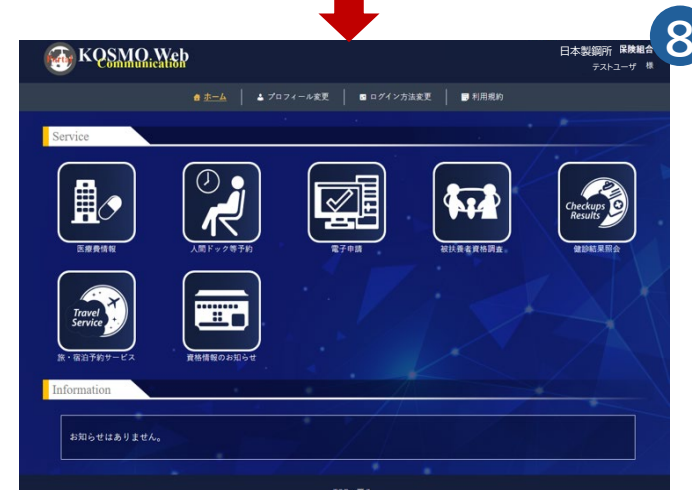 8
KOSMO Web
Communication
日本製鋼所 保険組合
テストユーザ 様
ホーム
プロフィール変更
ログイン方法変更
利用規約
Service
医療費情報
人間ドック等予約
電子申請
被扶養者資格調査
Checkups
Results
健診結果照会
Travel
Service
旅・宿泊予約サービス
資格情報のお知らせ
Information
お知らせはありません。